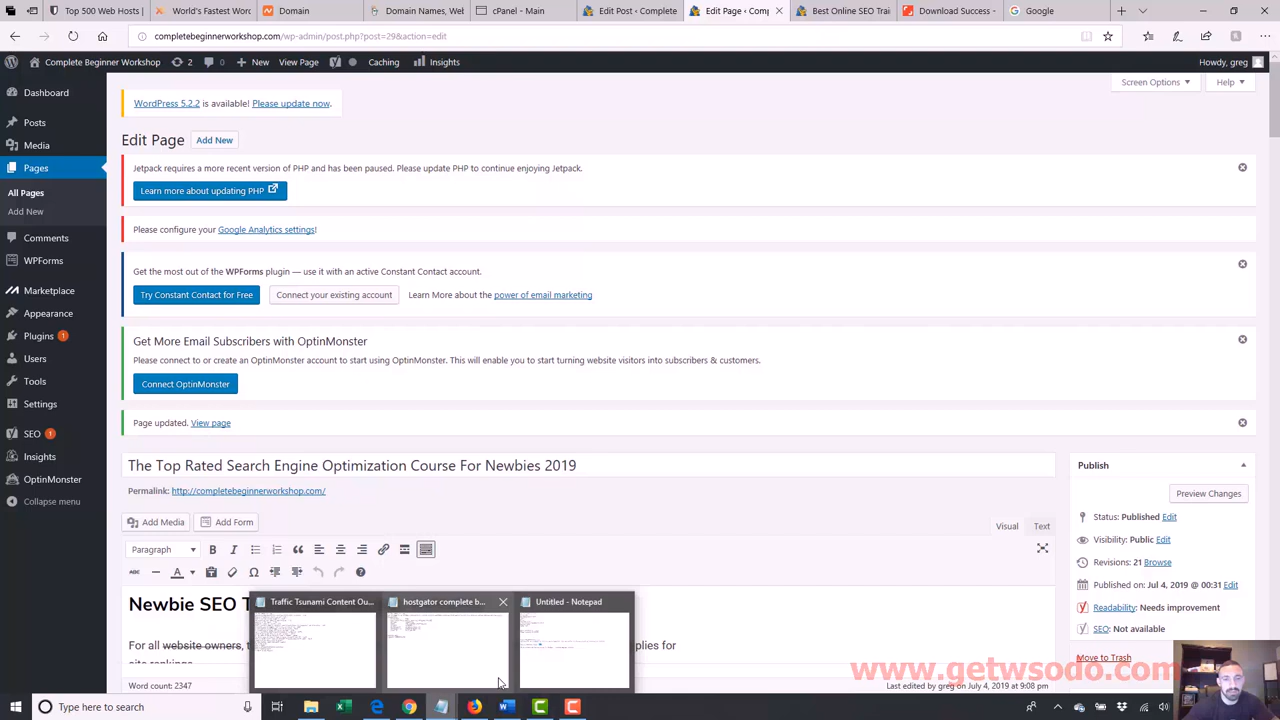 Top 500 Web Hosts
World's Fastest Word
Domain
Domain Names, Wel
cPanel - Main
Edit Post ‹ Complete
Edit Page ‹ Comp
Best Online SEO Trai
Download Success -
Google
completebeginnerworkshop.com/wp-admin/post.php?post=29&action=edit
Complete Beginner Workshop
2
0
New
View Page
Caching
Insights
Howdy, greg
Screen Options
Help
WordPress 5.2.2 is available! Please update now.
Edit Page
Add New
Jetpack requires a more recent version of PHP and has been paused. Please update PHP to continue enjoying Jetpack.
Learn more about updating PHP
Please configure your Google Analytics settings!
Get the most out of the WPForms plugin — use it with an active Constant Contact account.
Try Constant Contact for Free
Connect your existing account
Learn More about the power of email marketing
Get More Email Subscribers with OptinMonster
Please connect to or create an OptinMonster account to start using OptinMonster. This will enable you to start turning website visitors into subscribers & customers.
Connect OptinMonster
Page updated. View page
Dashboard
Posts
Media
Pages
All Pages
Add New
Comments
WPForms
Marketplace
Appearance
Plugins 1
Users
Tools
Settings
SEO 1
Insights
OptinMonster
Collapse menu
The Top Rated Search Engine Optimization Course For Newbies 2019
Permalink: http://completebeginnerworkshop.com/
Add Media
Add Form
Visual
Text
Paragraph
Newbie SEO T
For all website owners, t
plies for
site rankings
Word count: 2347
Last edited by greg on July 4, 2019 at 9:08 pm
Publish
Preview Changes
Status: Published Edit
Visibility: Public Edit
Revisions: 21 Browse
Published on: Jul 4, 2019 @ 00:31 Edit
Readability: Needs improvement
SEO: Not available
Move to Trash
Traffic Tsunami Content Ou...
hostgator complete b...
Untitled - Notepad
www.getwsodo.com
Type here to search